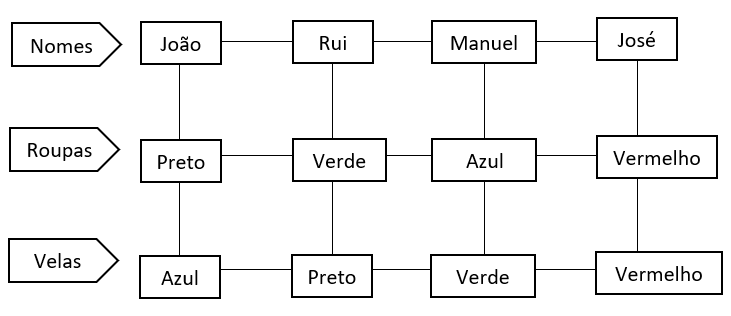 Nomes João Rui Manuel José
Roupas Preto Verde Azul Vermelho
Velas Azul Preto Verde Vermelho